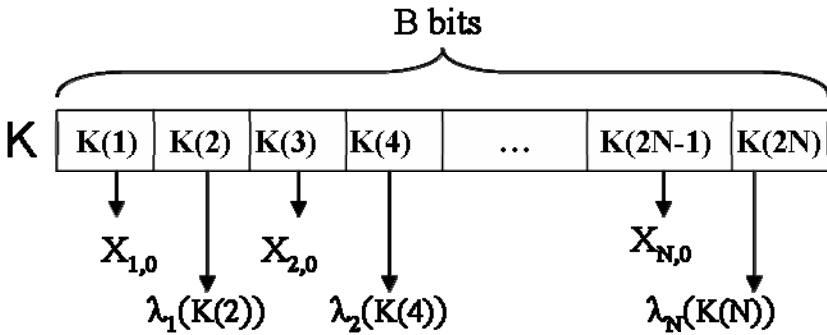 B bits
K K(1) K(2) K(3) K(4) ... K(2N-1) K(2N)
X1,0 X2,0 XN,0
λ1(K(2)) λ2(K(4)) λN(K(N))